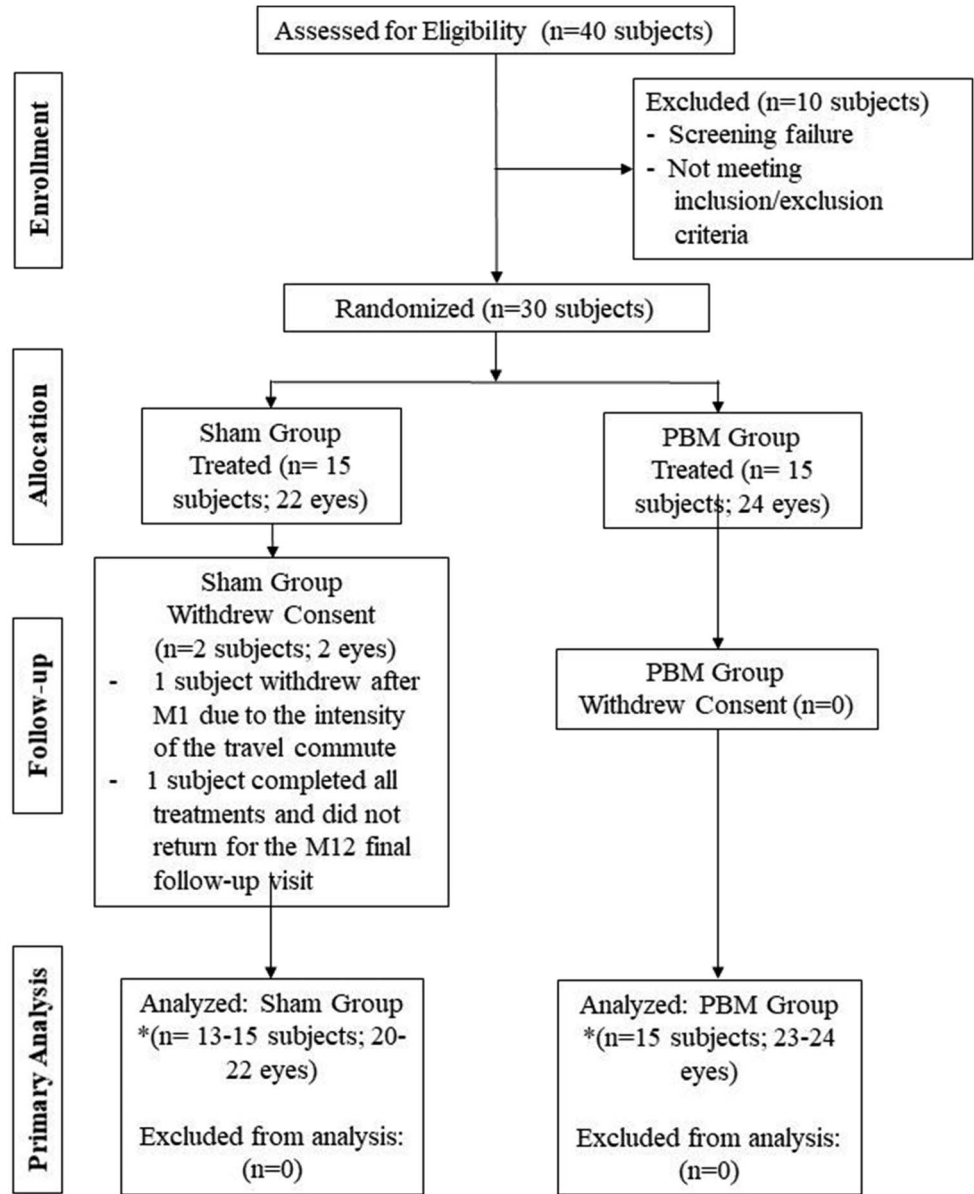 Assessed for Eligibility (n=40 subjects)
Enrollment
Excluded (n=10 subjects)
- Screening failure
- Not meeting
inclusion/exclusion
criteria
Randomized (n=30 subjects)
Allocation
Sham Group
Treated (n= 15
subjects; 22 eyes)
PBM Group
Treated (n= 15
subjects; 24 eyes)
Follow-up
Sham Group
Withdrew Consent
(n=2 subjects; 2 eyes)
- 1 subject withdrew after
M1 due to the intensity
of the travel commute
- 1 subject completed all
treatments and did not
return for the M12 final
follow-up visit
PBM Group
Withdrew Consent (n=0)
Primary Analysis
Analyzed: Sham Group
*(n= 13-15 subjects; 20-
22 eyes)
Excluded from analysis:
(n=0)
Analyzed: PBM Group
*(n=15 subjects; 23-24
eyes)
Excluded from analysis:
(n=0)